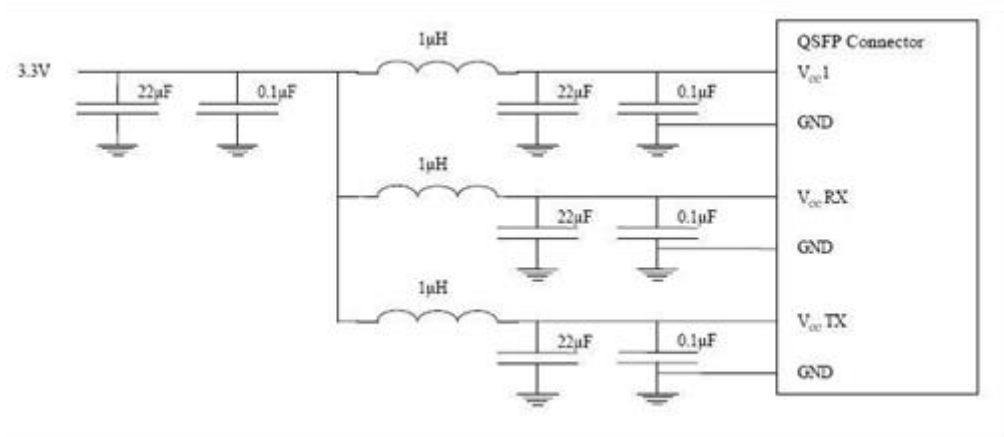 1μH
QSFP Connector
3.3V
Vcc1
22μF
0.1μF
22μF
0.1μF
GND
1μH
Vcc RX
22μF
0.1μF
GND
1μH
Vcc TX
22μF
0.1μF
GND